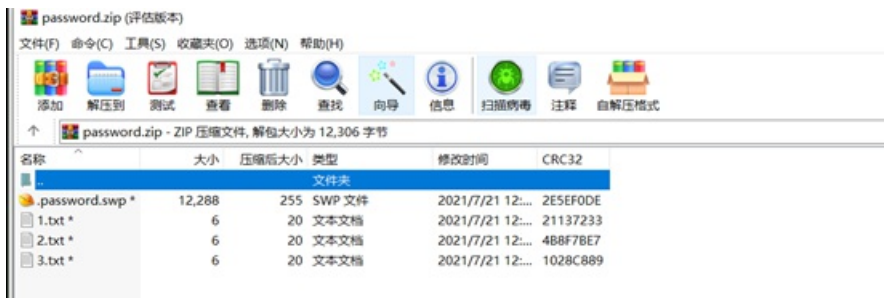 password.zip (评估版本)
文件(F) 命令(C) 工具(S) 收藏夹(O) 选项(N) 帮助(H)
添加 解压到 测试 查看 删除 查找 向导 信息 扫描病毒 注释 自解压格式
password.zip - ZIP 压缩文件, 解包大小为 12,306 字节
名称 大小 压缩后大小 类型 修改时间 CRC32
.. 文件夹
.password.swp * 12,288 255 SWP 文件 2021/7/21 12:... 2E5EF0DE
1.txt * 6 20 文本文档 2021/7/21 12:... 21137233
2.txt * 6 20 文本文档 2021/7/21 12:... 4B8F7BE7
3.txt * 6 20 文本文档 2021/7/21 12:... 1028C889